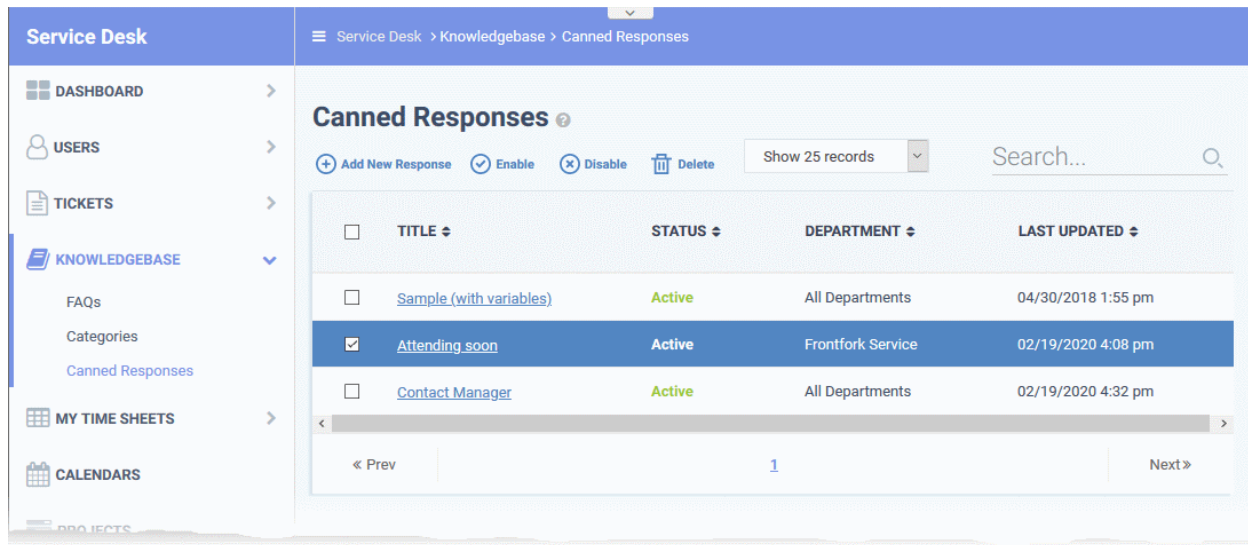 Service Desk
Service Desk > Knowledgebase > Canned Responses
DASHBOARD
USERS
TICKETS
KNOWLEDGEBASE
FAQs
Categories
Canned Responses
MY TIME SHEETS
CALENDARS
PROJECTS
Canned Responses
Add New Response Enable Disable Delete Show 25 records Search...
TITLE STATUS DEPARTMENT LAST UPDATED
Sample (with variables) Active All Departments 04/30/2018 1:55 pm
Attending soon Active Frontfork Service 02/19/2020 4:08 pm
Contact Manager Active All Departments 02/19/2020 4:32 pm
« Prev 1 Next »